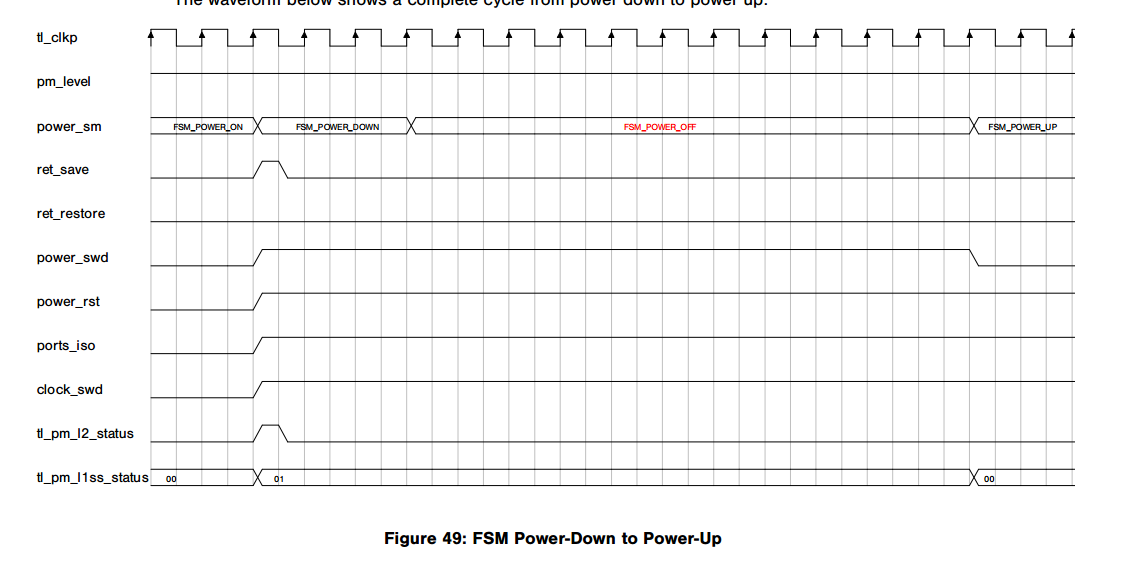 The waveform below shows a complete cycle from power down to power up.
tl_clkp
pm_level
power_sm FSM_POWER_ON FSM_POWER_DOWN FSM_POWER_OFF FSM_POWER_UP
ret_save
ret_restore
power_swd
power_rst
ports_iso
clock_swd
tl_pm_l2_status
tl_pm_l1ss_status 00 01 00
Figure 49: FSM Power-Down to Power-Up